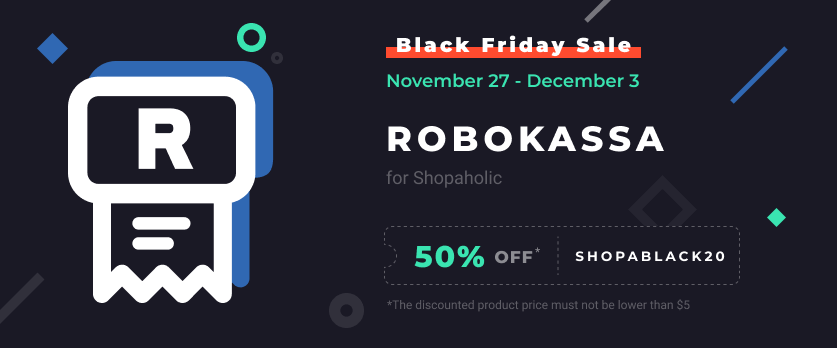 R
Black Friday Sale
November 27 - December 3
ROBOKASSA
for Shopaholic
50% OFF* SHOPABLACK20
*The discounted product price must not be lower than $5